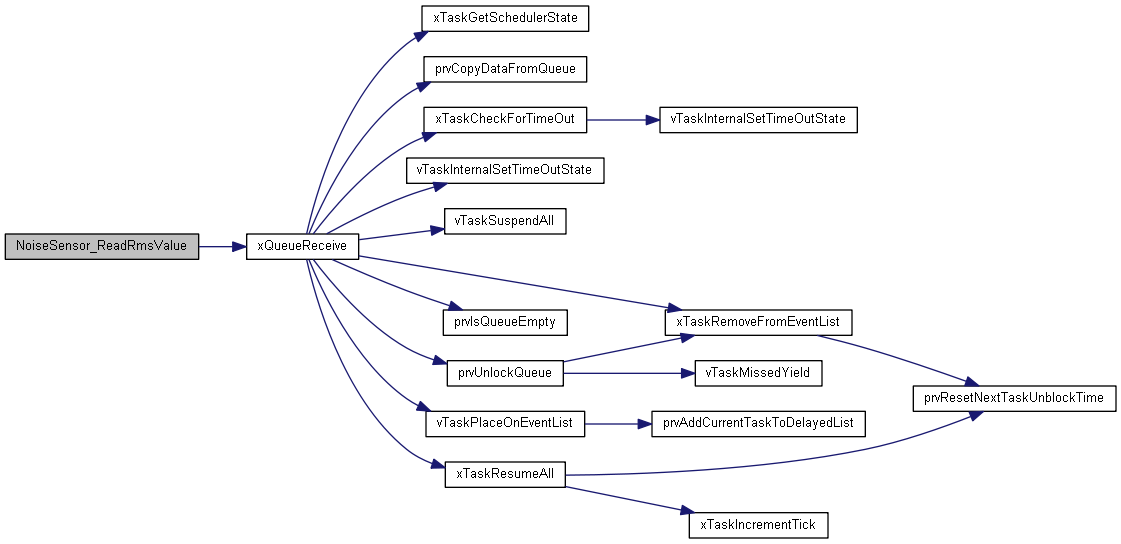 xTaskGetSchedulerState
prvCopyDataFromQueue
xTaskCheckForTimeOut
vTaskInternalSetTimeOutState
vTaskInternalSetTimeOutState
vTaskSuspendAll
NoiseSensor_ReadRmsValue
xQueueReceive
prvIsQueueEmpty
xTaskRemoveFromEventList
prvUnlockQueue
vTaskMissedYield
prvResetNextTaskUnblockTime
vTaskPlaceOnEventList
prvAddCurrentTaskToDelayedList
xTaskResumeAll
xTaskIncrementTick